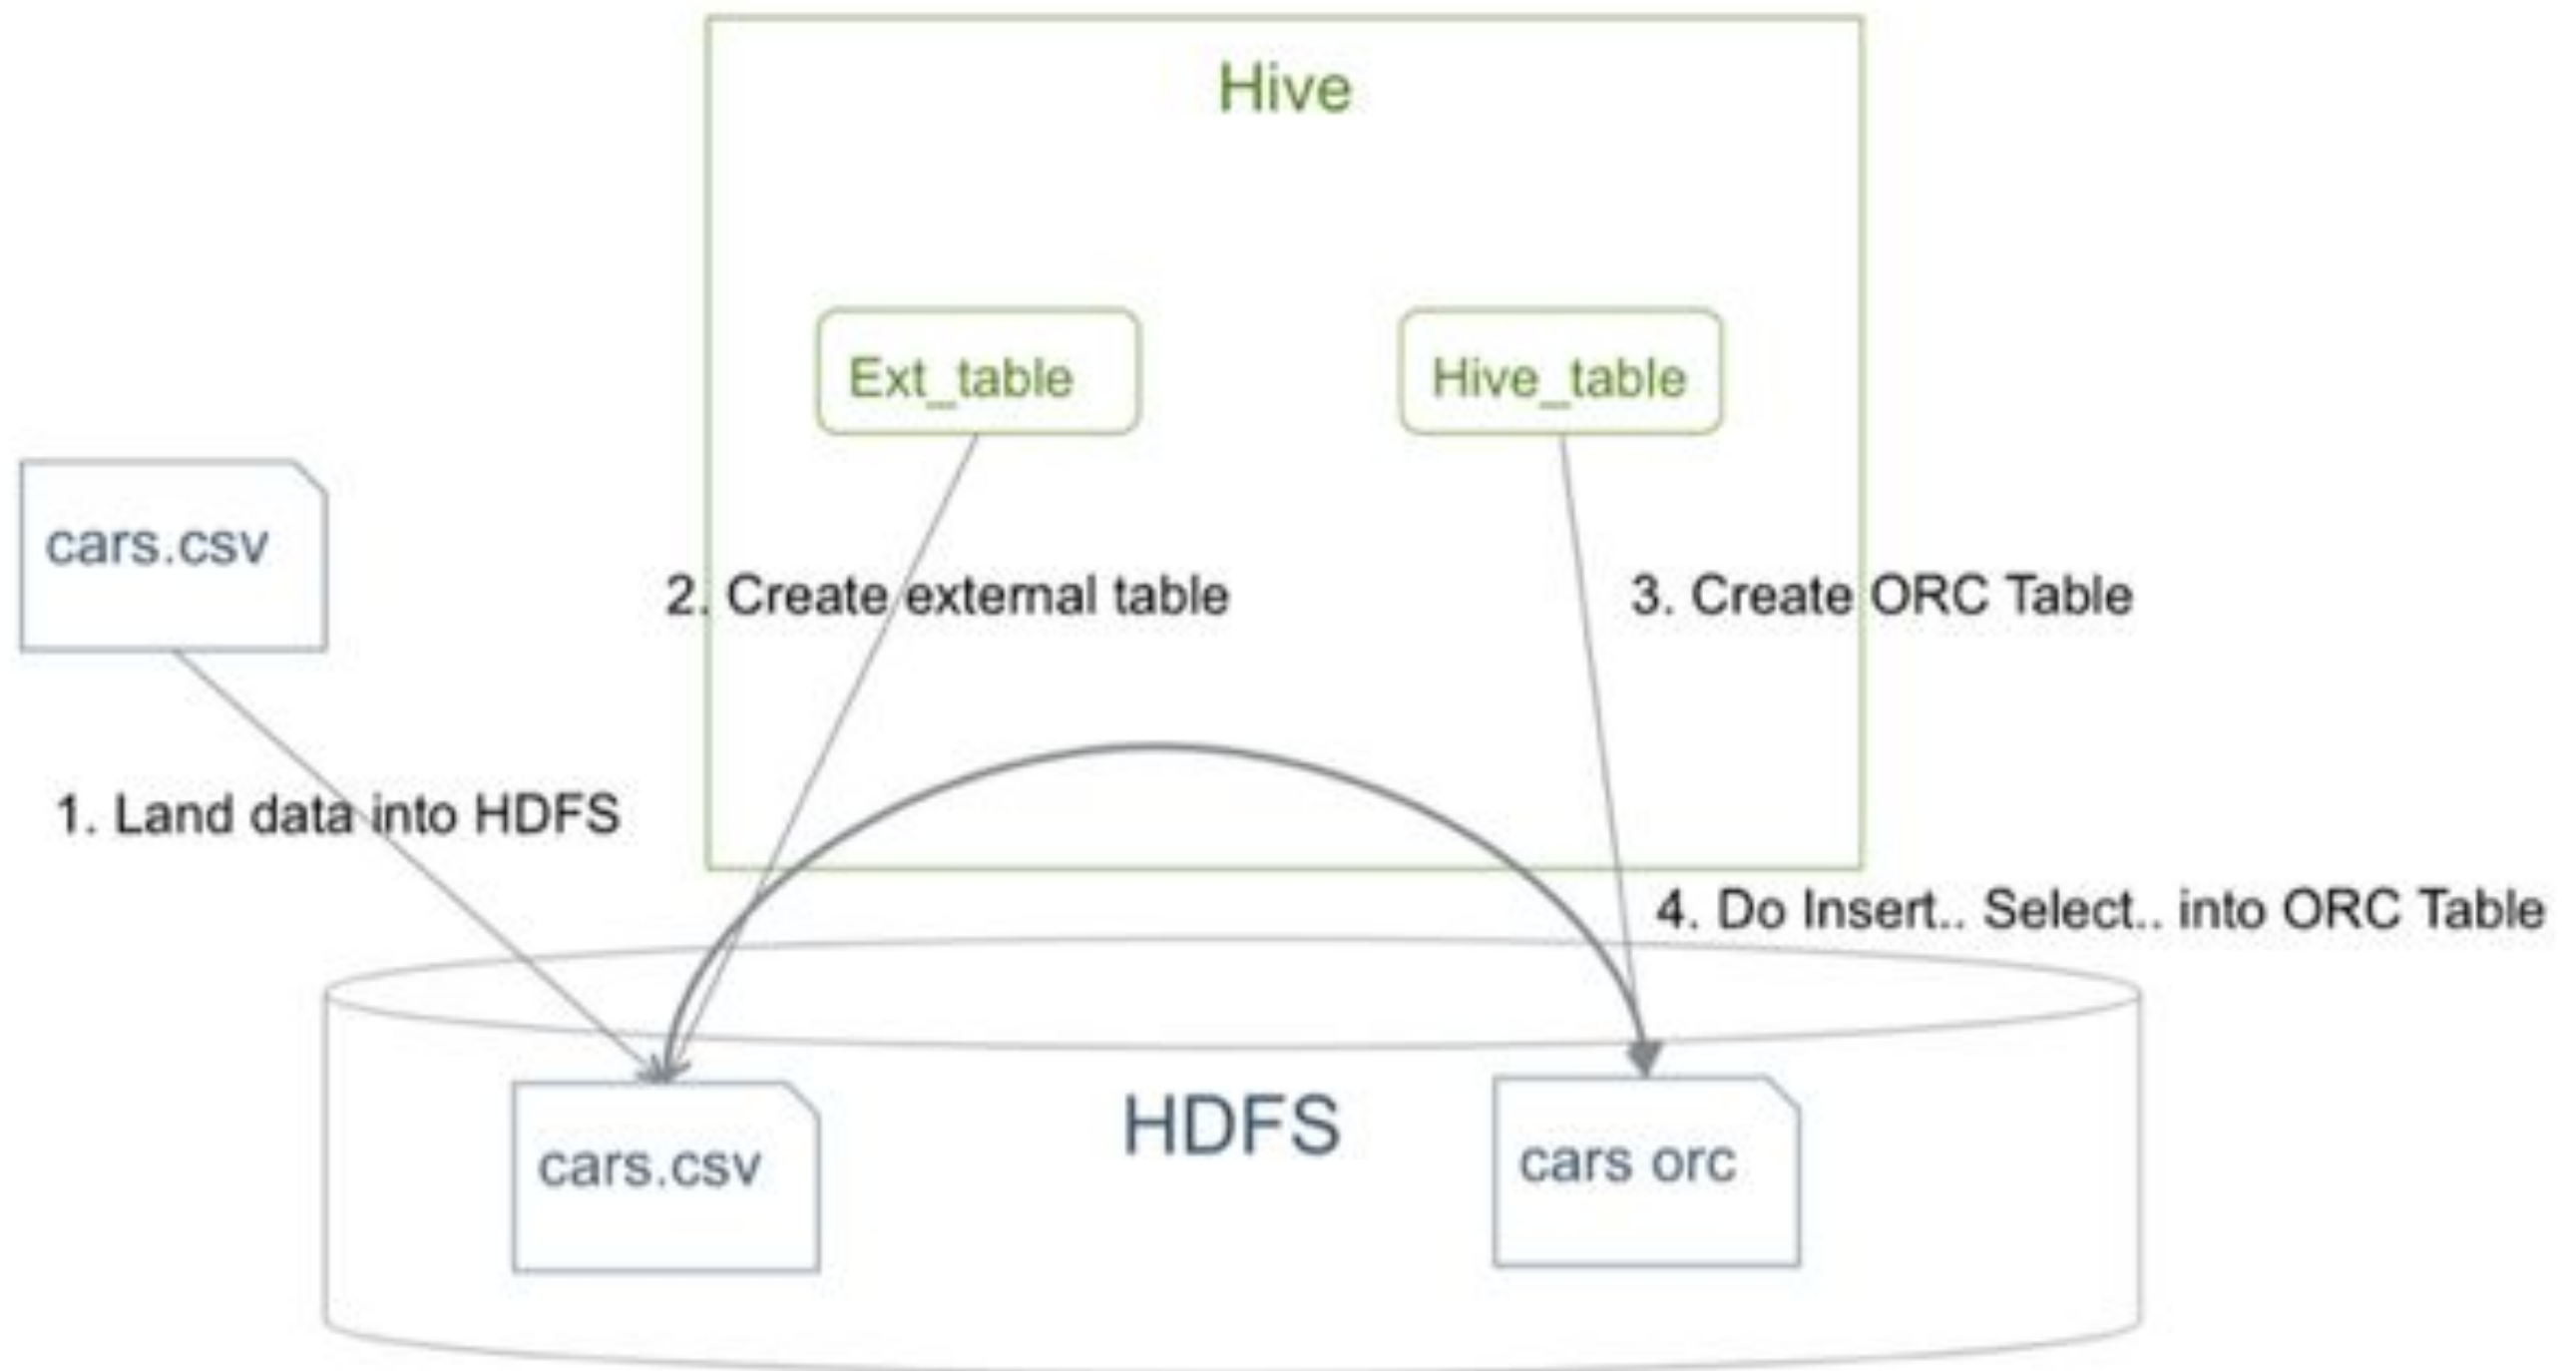 Hive
Ext_table
Hive_table
cars.csv
2. Create external table
3. Create ORC Table
1. Land data into HDFS
4. Do Insert.. Select.. into ORC Table
HDFS
cars.csv
cars orc